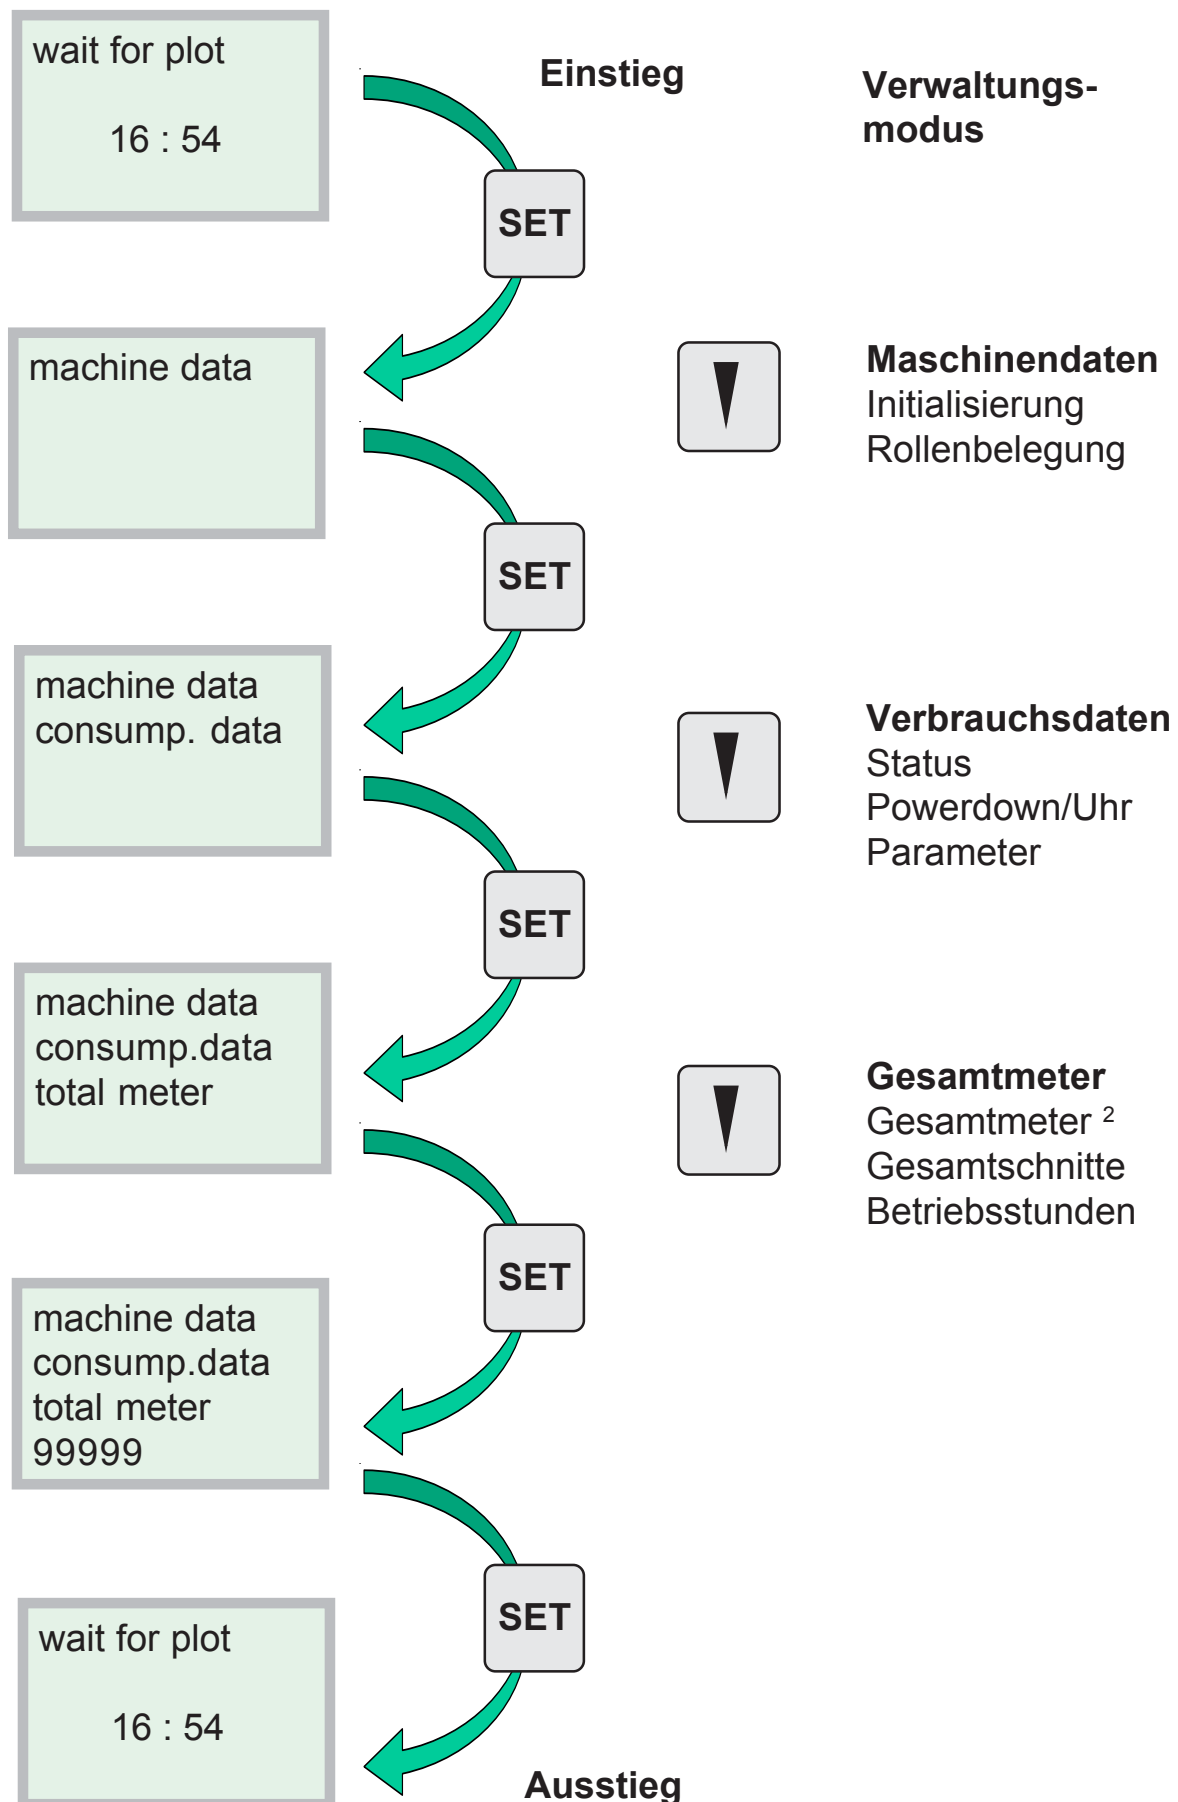 wait for plot
16 : 54
Einstieg
Verwaltungs-
modus
SET
machine data
Maschinendaten
Initialisierung
Rollenbelegung
SET
machine data
consump. data
Verbrauchsdaten
Status
Powerdown/Uhr
Parameter
SET
machine data
consump.data
total meter
Gesamtmeter
Gesamtmeter ²
Gesamtschnitte
Betriebsstunden
SET
machine data
consump.data
total meter
99999
SET
wait for plot
16 : 54
Ausstieg